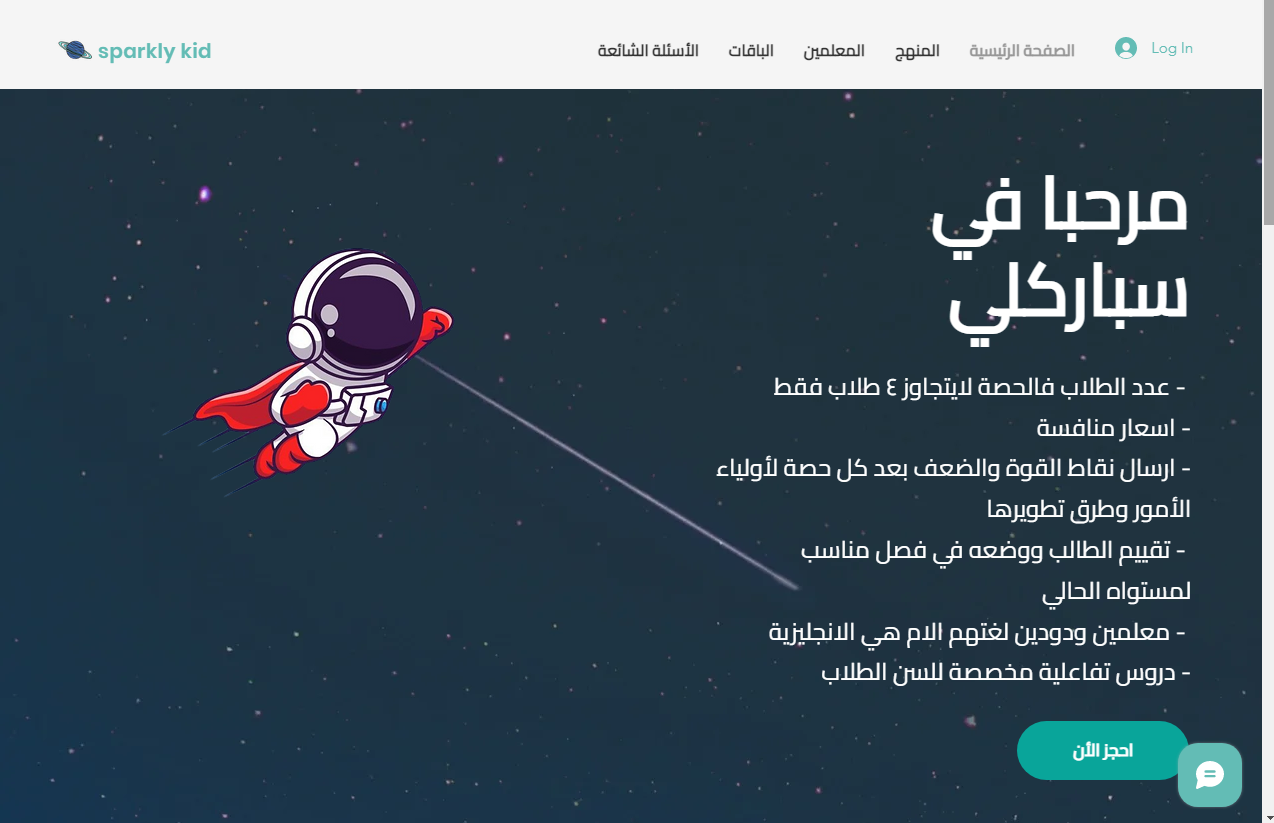 sparkly kid
الصفحة الرئيسية
المنهج
المعلمين
الباقات
الأسئلة الشائعة
Log In
مرحبا في
سباركلي
- عدد الطلاب فالحصة لايتجاوز ٤ طلاب فقط
- اسعار منافسة
- ارسال نقاط القوة والضعف بعد كل حصة لأولياء
الأمور وطرق تطويرها
- تقييم الطالب ووضعه في فصل مناسب
لمستواه الحالي
- معلمين ودودين لغتهم الام هي الانجليزية
- دروس تفاعلية مخصصة للسن الطلاب
احجز الأن